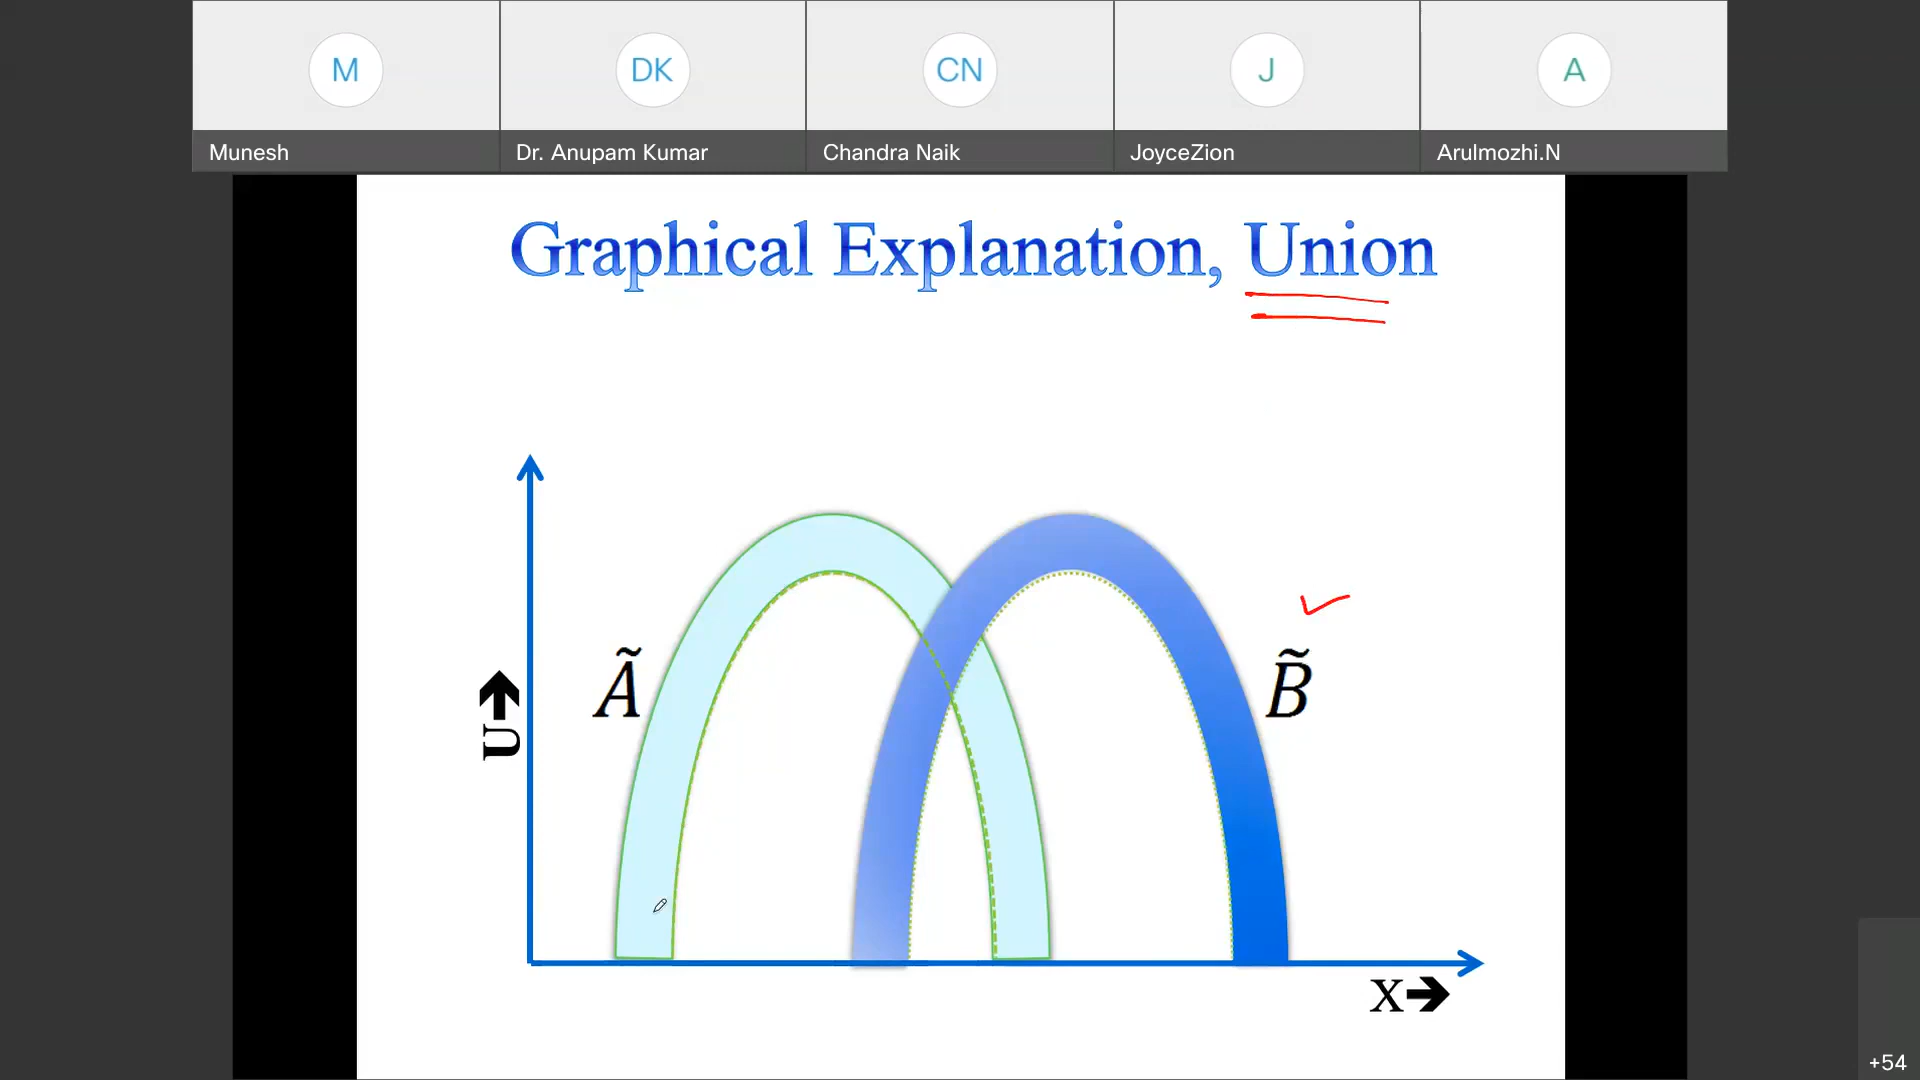 M
DK
CN
J
A
Munesh
Dr. Anupam Kumar
Chandra Naik
JoyceZion
Arulmozhi.N
Graphical Explanation, Union
Ã
B̃
U➔
X➔
+54